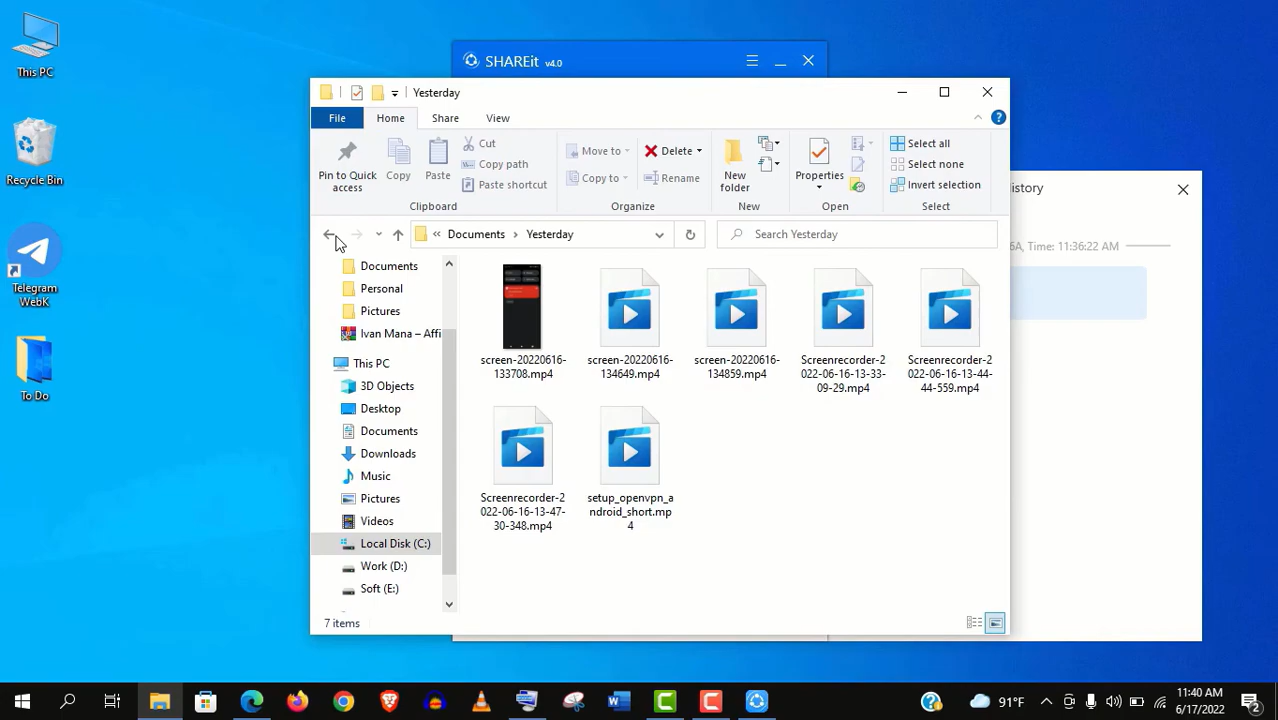 This PC
Recycle Bin
Telegram
WebK
To Do
SHAREit v4.0
Yesterday
File
Home
Share
View
Pin to Quick
access
Copy
Paste
Cut
Copy path
Paste shortcut
Clipboard
Move to
Copy to
Delete
Rename
Organize
New
folder
New
Properties
Open
Select all
Select none
Invert selection
Select
« Documents > Yesterday
Search Yesterday
istory
6A, Time: 11:36:22 AM
Documents
Personal
Pictures
Ivan Mana – Affi
This PC
3D Objects
Desktop
Documents
Downloads
Music
Pictures
Videos
Local Disk (C:)
Work (D:)
Soft (E:)
screen-20220616-
133708.mp4
screen-20220616-
134649.mp4
screen-20220616-
134859.mp4
Screenrecorder-2
022-06-16-13-33-
09-29.mp4
Screenrecorder-2
022-06-16-13-44-
44-559.mp4
Screenrecorder-2
022-06-16-13-47-
30-348.mp4
setup_openvpn_a
ndroid_short.mp
4
7 items
91°F
11:40 AM
6/17/2022
2